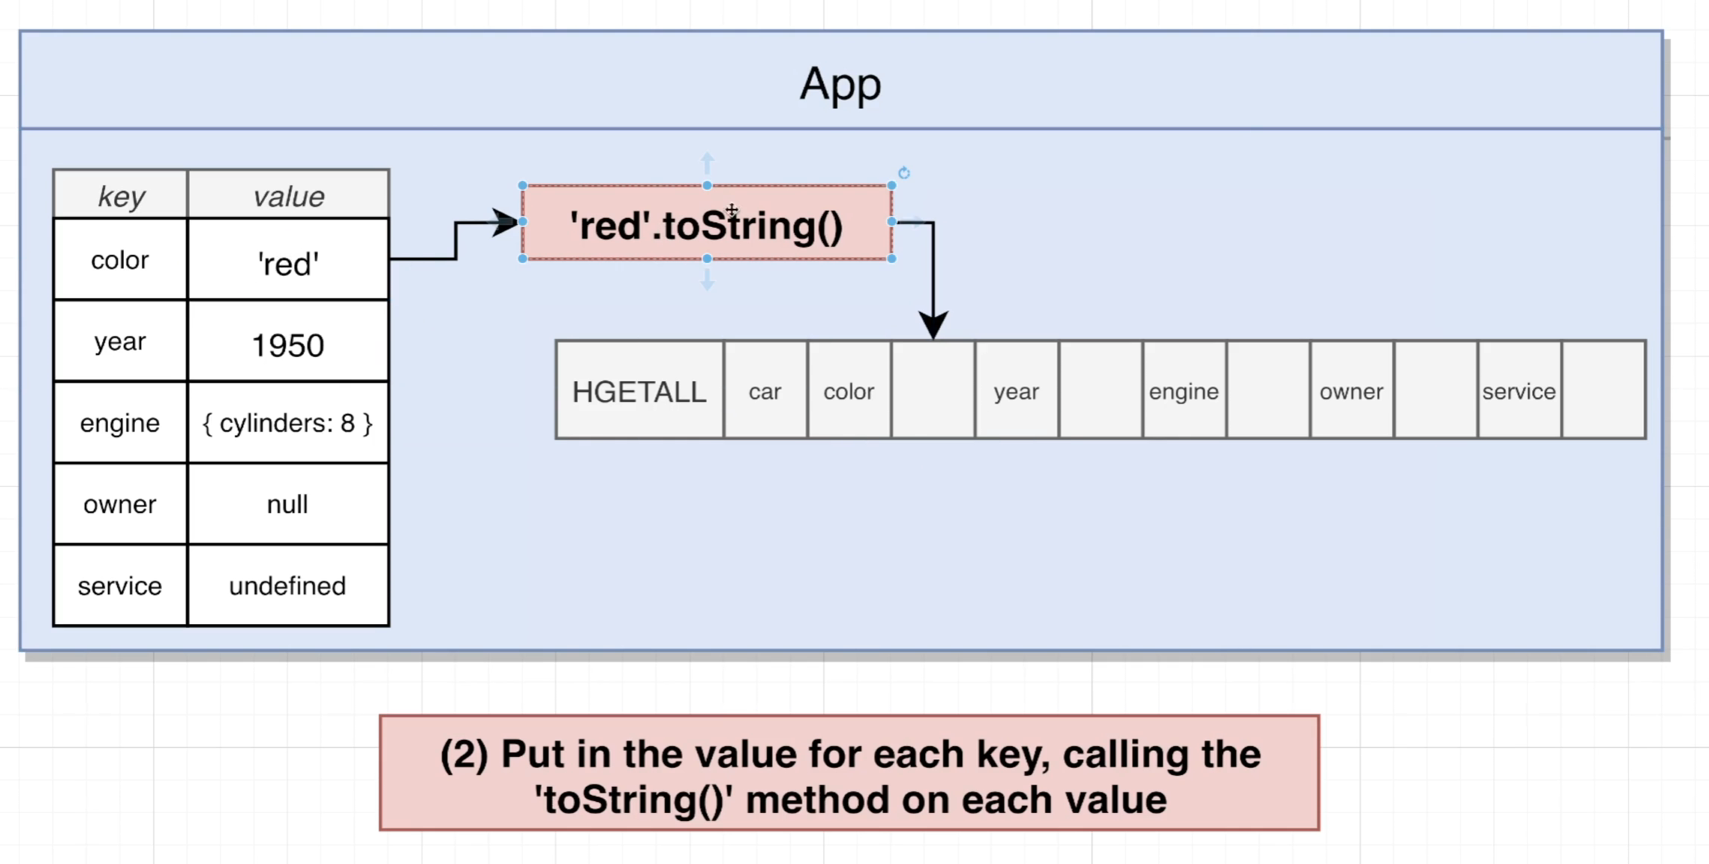 App
key value
color 'red'
year 1950
engine { cylinders: 8 }
owner null
service undefined
'red'.toString()
HGETALL car color year engine owner service
(2) Put in the value for each key, calling the
'toString()' method on each value